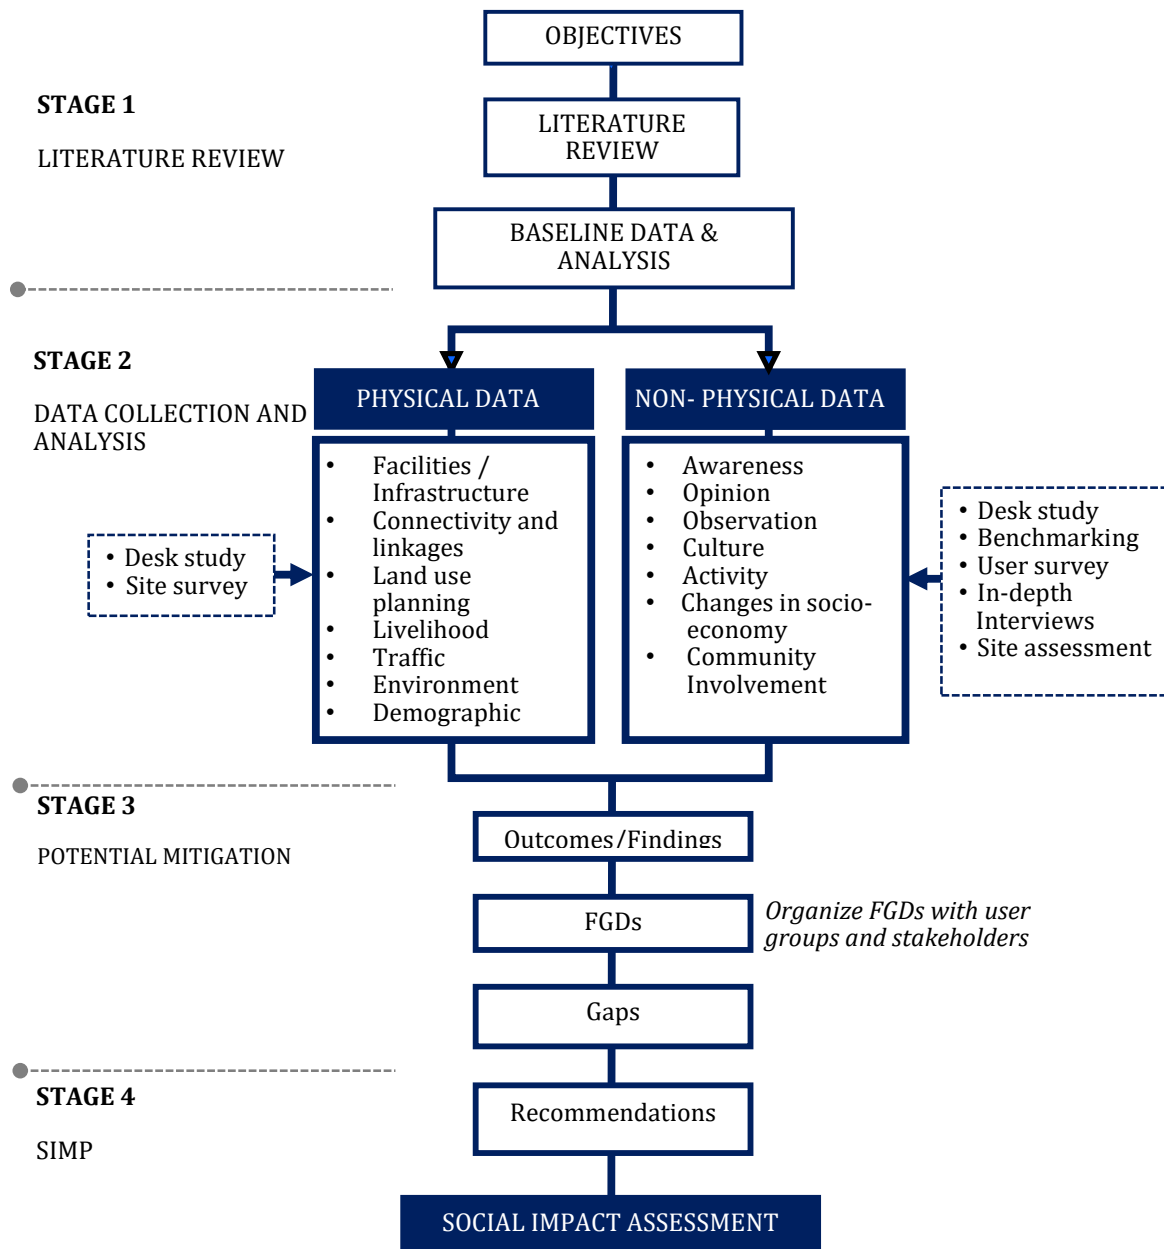 OBJECTIVES
STAGE 1
LITERATURE REVIEW
LITERATURE
REVIEW
BASELINE DATA &
ANALYSIS
STAGE 2
DATA COLLECTION AND
ANALYSIS
PHYSICAL DATA
• Facilities /
Infrastructure
• Connectivity and
linkages
• Land use
planning
• Livelihood
• Traffic
• Environment
• Demographic
• Desk study
• Site survey
NON- PHYSICAL DATA
• Awareness
• Opinion
• Observation
• Culture
• Activity
• Changes in socio-
economy
• Community
Involvement
• Desk study
• Benchmarking
• User survey
• In-depth
Interviews
• Site assessment
STAGE 3
POTENTIAL MITIGATION
Outcomes/Findings
FGDs
Organize FGDs with user
groups and stakeholders
Gaps
STAGE 4
SIMP
Recommendations
SOCIAL IMPACT ASSESSMENT